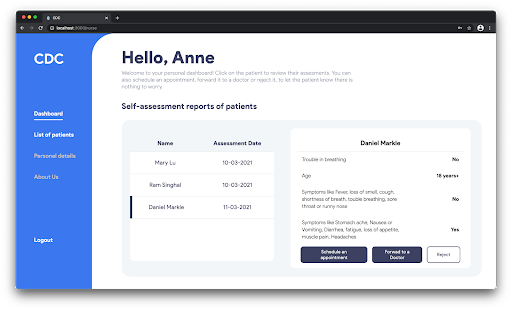 CDC
localhost:3000/nurse
CDC
Hello, Anne
Welcome to your personal dashboard! Click on the patient to review their assesments. You can
also schedule an appointment, forward it to a doctor or reject it, to let the patient know there is
nothing to worry.
Dashboard
List of patients
Personal details
About Us
Logout
Self-assessment reports of patients
Name Assessment Date
Mary Lu 10-03-2021
Ram Singhal 10-03-2021
Daniel Markle 11-03-2021
Daniel Markle
Trouble in breathing No
Age 18 years+
Symptoms like Fever, loss of smell, cough,
shortness of breath, touble breathing, sore
throat or runny nose
No
Symptoms like Stomach ache, Nausea or
Vomiting, Diarrhea, fatigue, loss of appetite,
muscle pain, Headaches
Yes
Schedule an
appointment
Forwad to a
Doctor
Reject